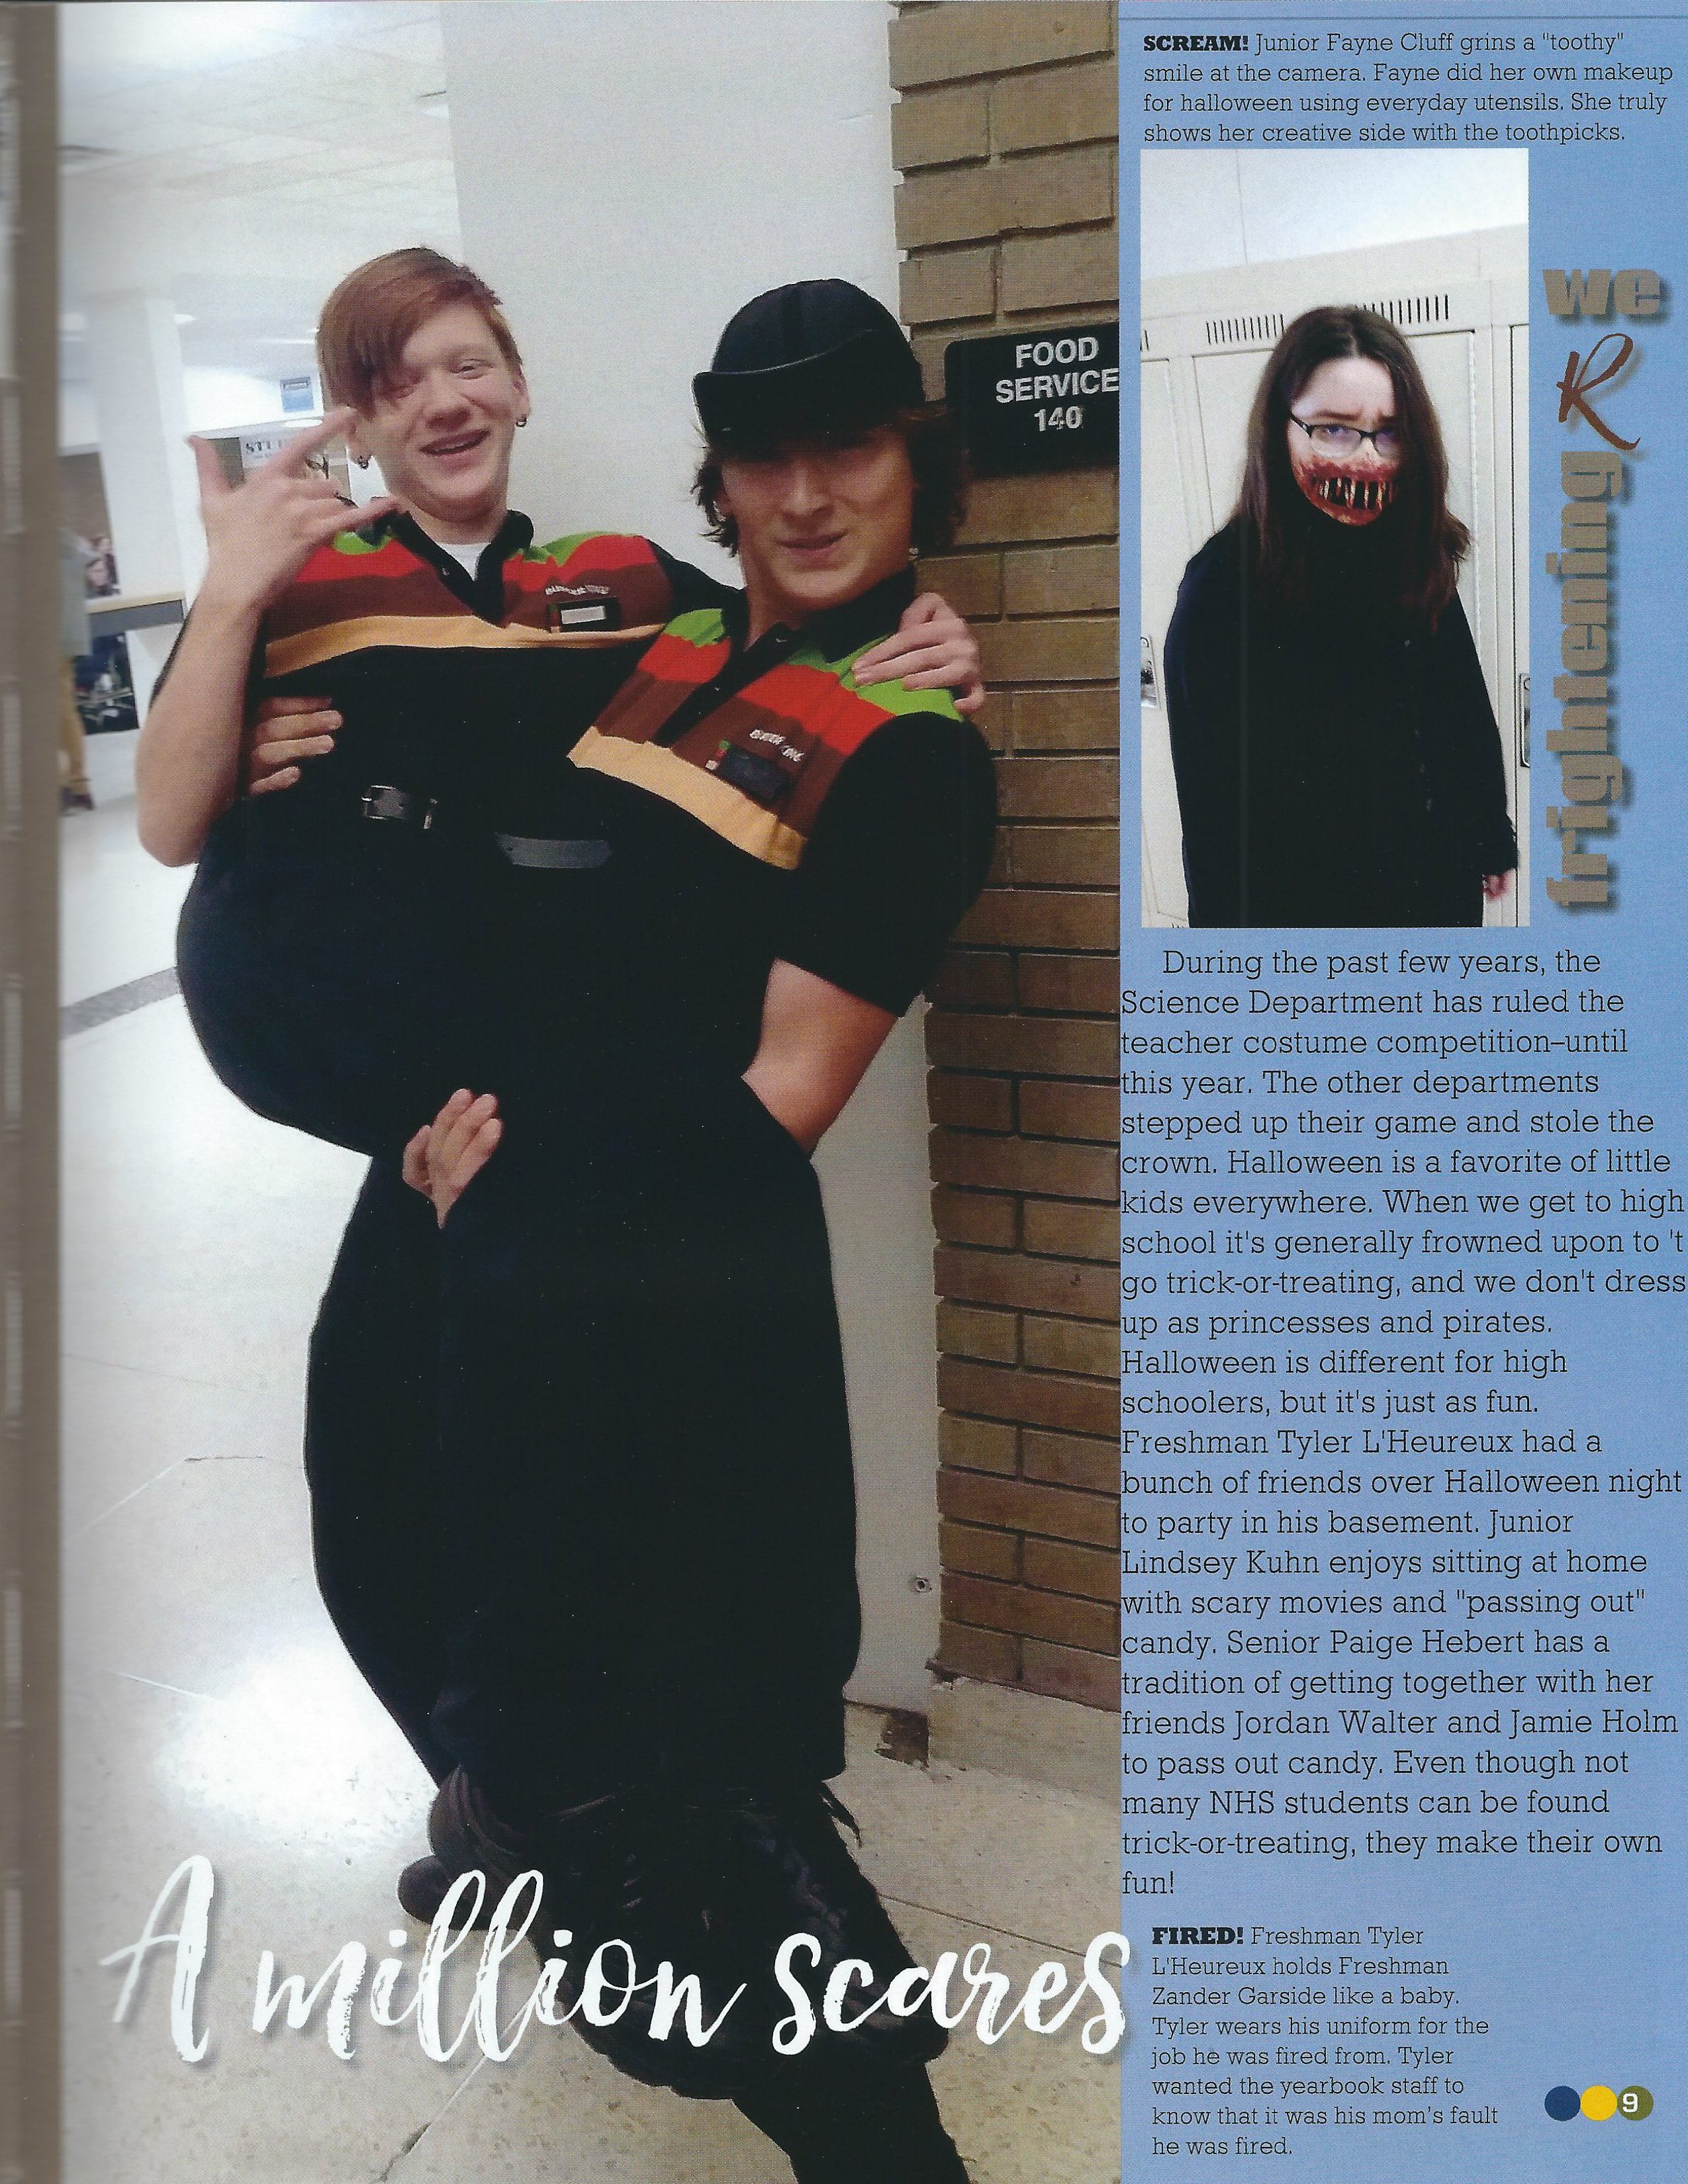 SCREAM! Junior Fayne Cluff grins a "toothy"
smile at the camera. Fayne did her own makeup
for halloween using everyday utensils. She truly
shows her creative side with the toothpicks.
we
R
frightening
FOOD
SERVICE
140
During the past few years, the
Science Department has ruled the
teacher costume competition–until
this year. The other departments
stepped up their game and stole the
crown. Halloween is a favorite of little
kids everywhere. When we get to high
school it's generally frowned upon to 't
go trick-or-treating, and we don't dress
up as princesses and pirates.
Halloween is different for high
schoolers, but it's just as fun.
Freshman Tyler L'Heureux had a
bunch of friends over Halloween night
to party in his basement. Junior
Lindsey Kuhn enjoys sitting at home
with scary movies and "passing out"
candy. Senior Paige Hebert has a
tradition of getting together with her
friends Jordan Walter and Jamie Holm
to pass out candy. Even though not
many NHS students can be found
trick-or-treating, they make their own
fun!
A million scares
FIRED! Freshman Tyler
L'Heureux holds Freshman
Zander Garside like a baby.
Tyler wears his uniform for the
job he was fired from. Tyler
wanted the yearbook staff to
know that it was his mom's fault
he was fired.
9